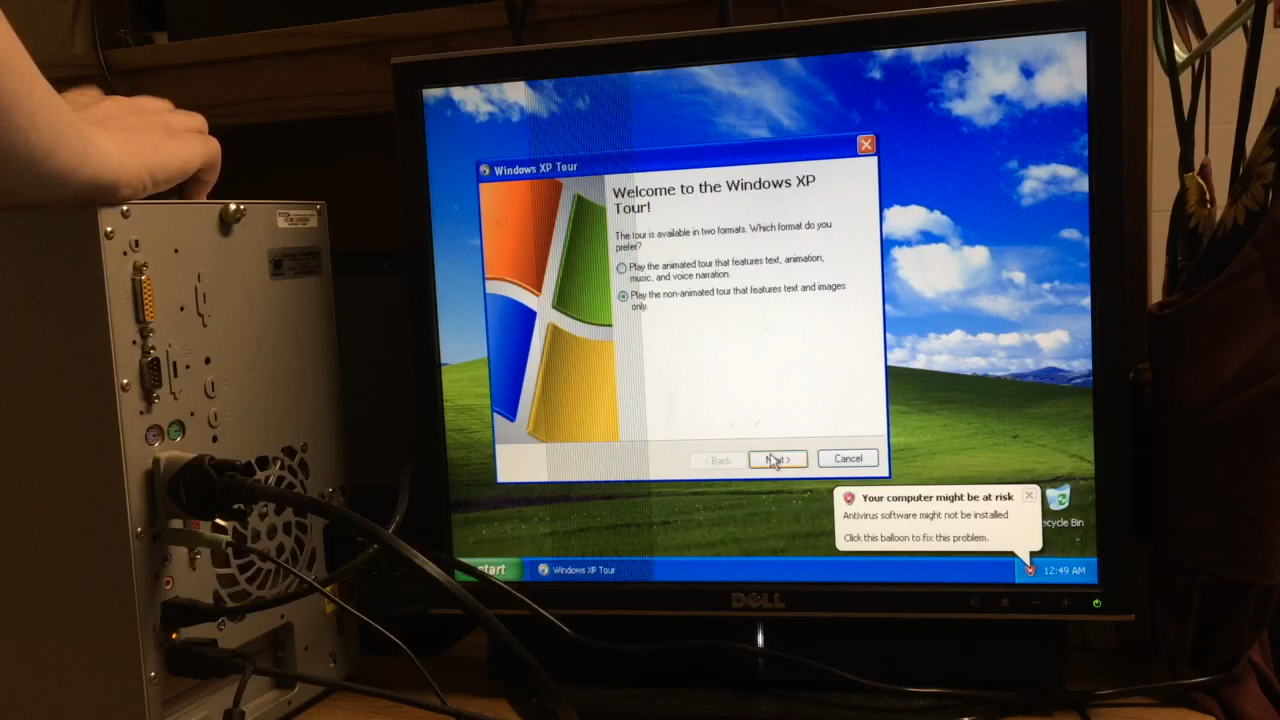 Windows XP Tour
Welcome to the Windows XP
Tour!
The tour is available in two formats. Which format do you
prefer?
Play the animated tour that features text, animation,
music, and voice narration.
Play the non-animated tour that features text and images
only.
< Back
Next >
Cancel
Your computer might be at risk
Antivirus software might not be installed
Click this balloon to fix this problem.
ecycle Bin
start
Windows XP Tour
12:49 AM
DELL